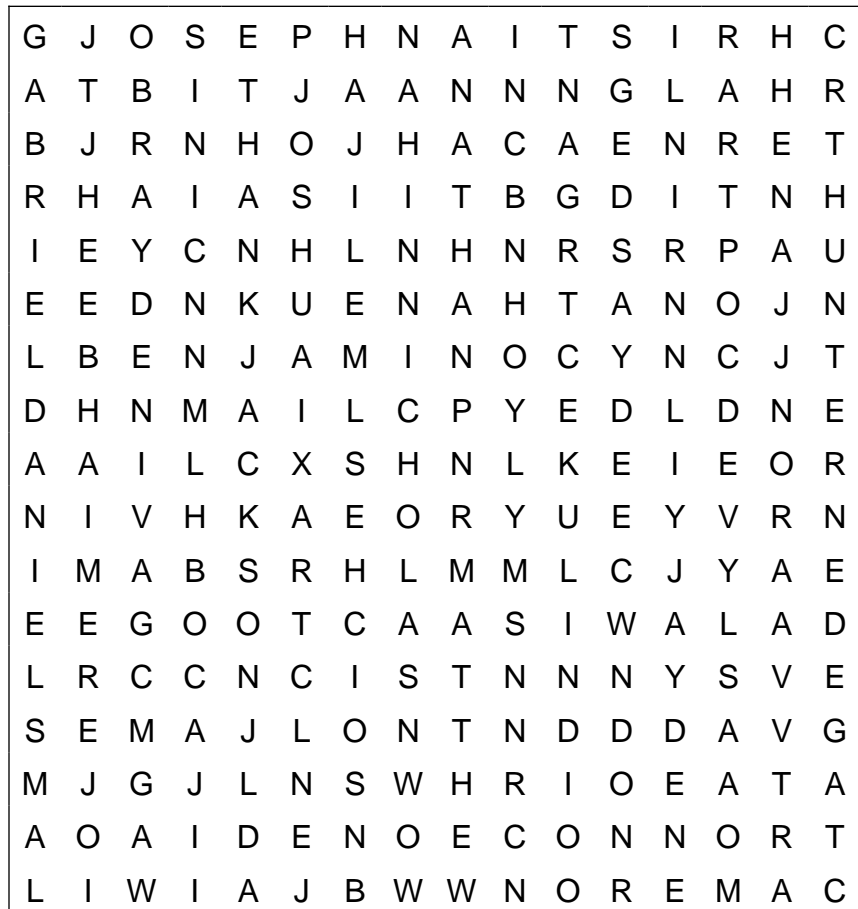 G J O S E P H N A I T S I R H C
A T B I T J A A N N N G L A H R
B J R N H O J H A C A E N R E T
R H A I A S I I T B G D I T N H
I E Y C N H L N H N R S R P A U
E E D N K U E N A H T A N O J N
L B E N J A M I N O C Y N C J T
D H N M A I L C P Y E D L D N E
A A I L C X S H N L K E I E O R
N I V H K A E O R Y U E Y V R N
I M A B S R H L M M L C J Y A E
E E G O O T C A A S I W A L A D
L R C C N C I S T N N N Y S V E
S E M A J L O N T N D D D A V G
M J G J L N S W H R I O E A T A
A O A I D E N O E C O N N O R T
L I W I A J B W W N O R E M A C